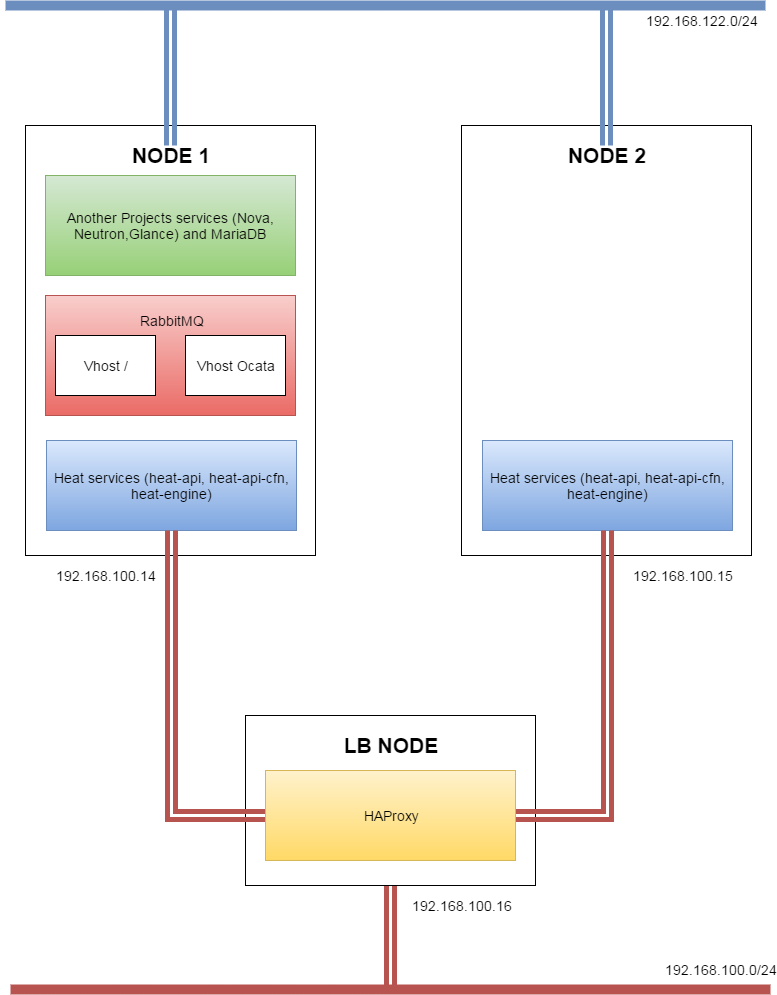 192.168.122.0/24
NODE 1
NODE 2
Another Projects services (Nova,
Neutron,Glance) and MariaDB
RabbitMQ
Vhost /
Vhost Ocata
Heat services (heat-api, heat-api-cfn,
heat-engine)
Heat services (heat-api, heat-api-cfn,
heat-engine)
192.168.100.14
192.168.100.15
LB NODE
HAProxy
192.168.100.16
192.168.100.0/24